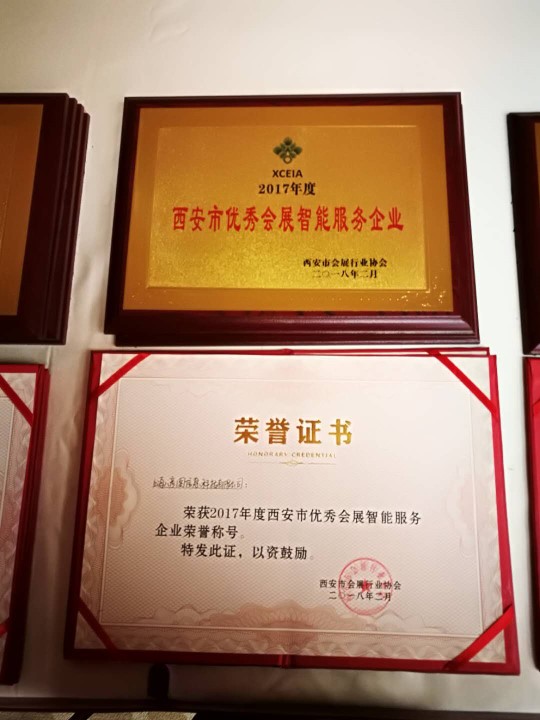 XCEIA
2017年度
西安市优秀会展智能服务企业
西安市会展行业协会
二〇一八年二月
荣誉证书
HONORARY CREDENTIAL
荣获2017年度西安市优秀会展智能服务
企业荣誉称号。
特发此证，以资鼓励。
西安市会展行业协会
二〇一八年二月